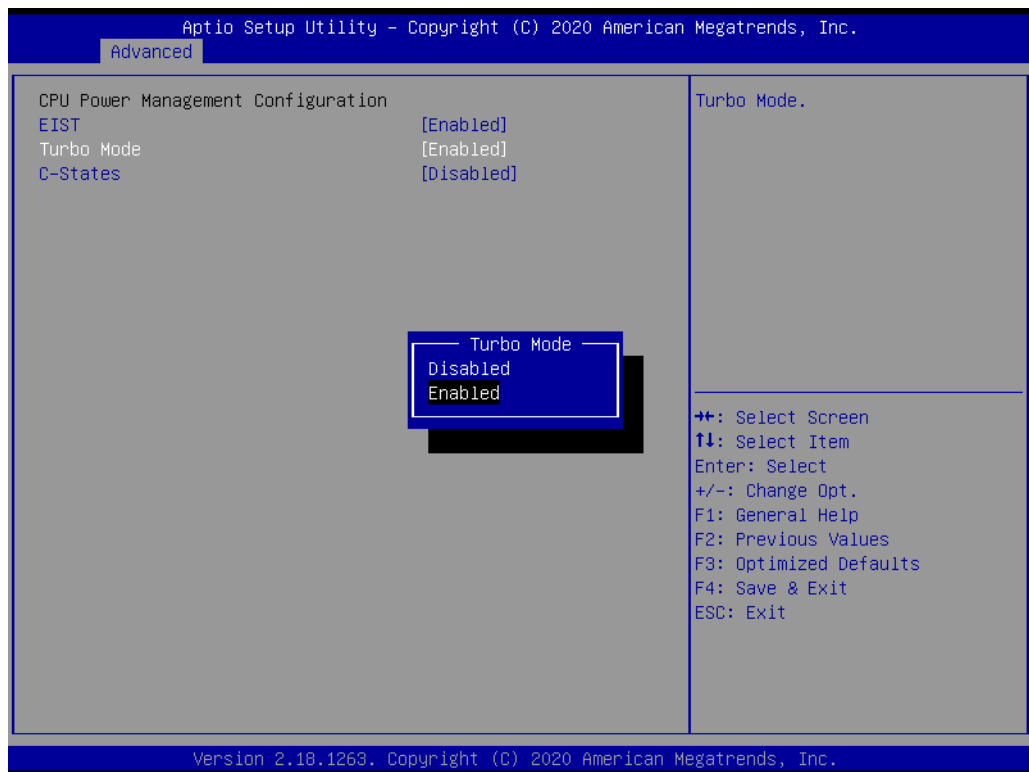 Aptio Setup Utility – Copyright (C) 2020 American Megatrends, Inc.
Advanced
CPU Power Management Configuration
EIST [Enabled]
Turbo Mode [Enabled]
C-States [Disabled]
Turbo Mode.
Turbo Mode
Disabled
Enabled
→←: Select Screen
↑↓: Select Item
Enter: Select
+/-: Change Opt.
F1: General Help
F2: Previous Values
F3: Optimized Defaults
F4: Save & Exit
ESC: Exit
Version 2.18.1263. Copyright (C) 2020 American Megatrends, Inc.